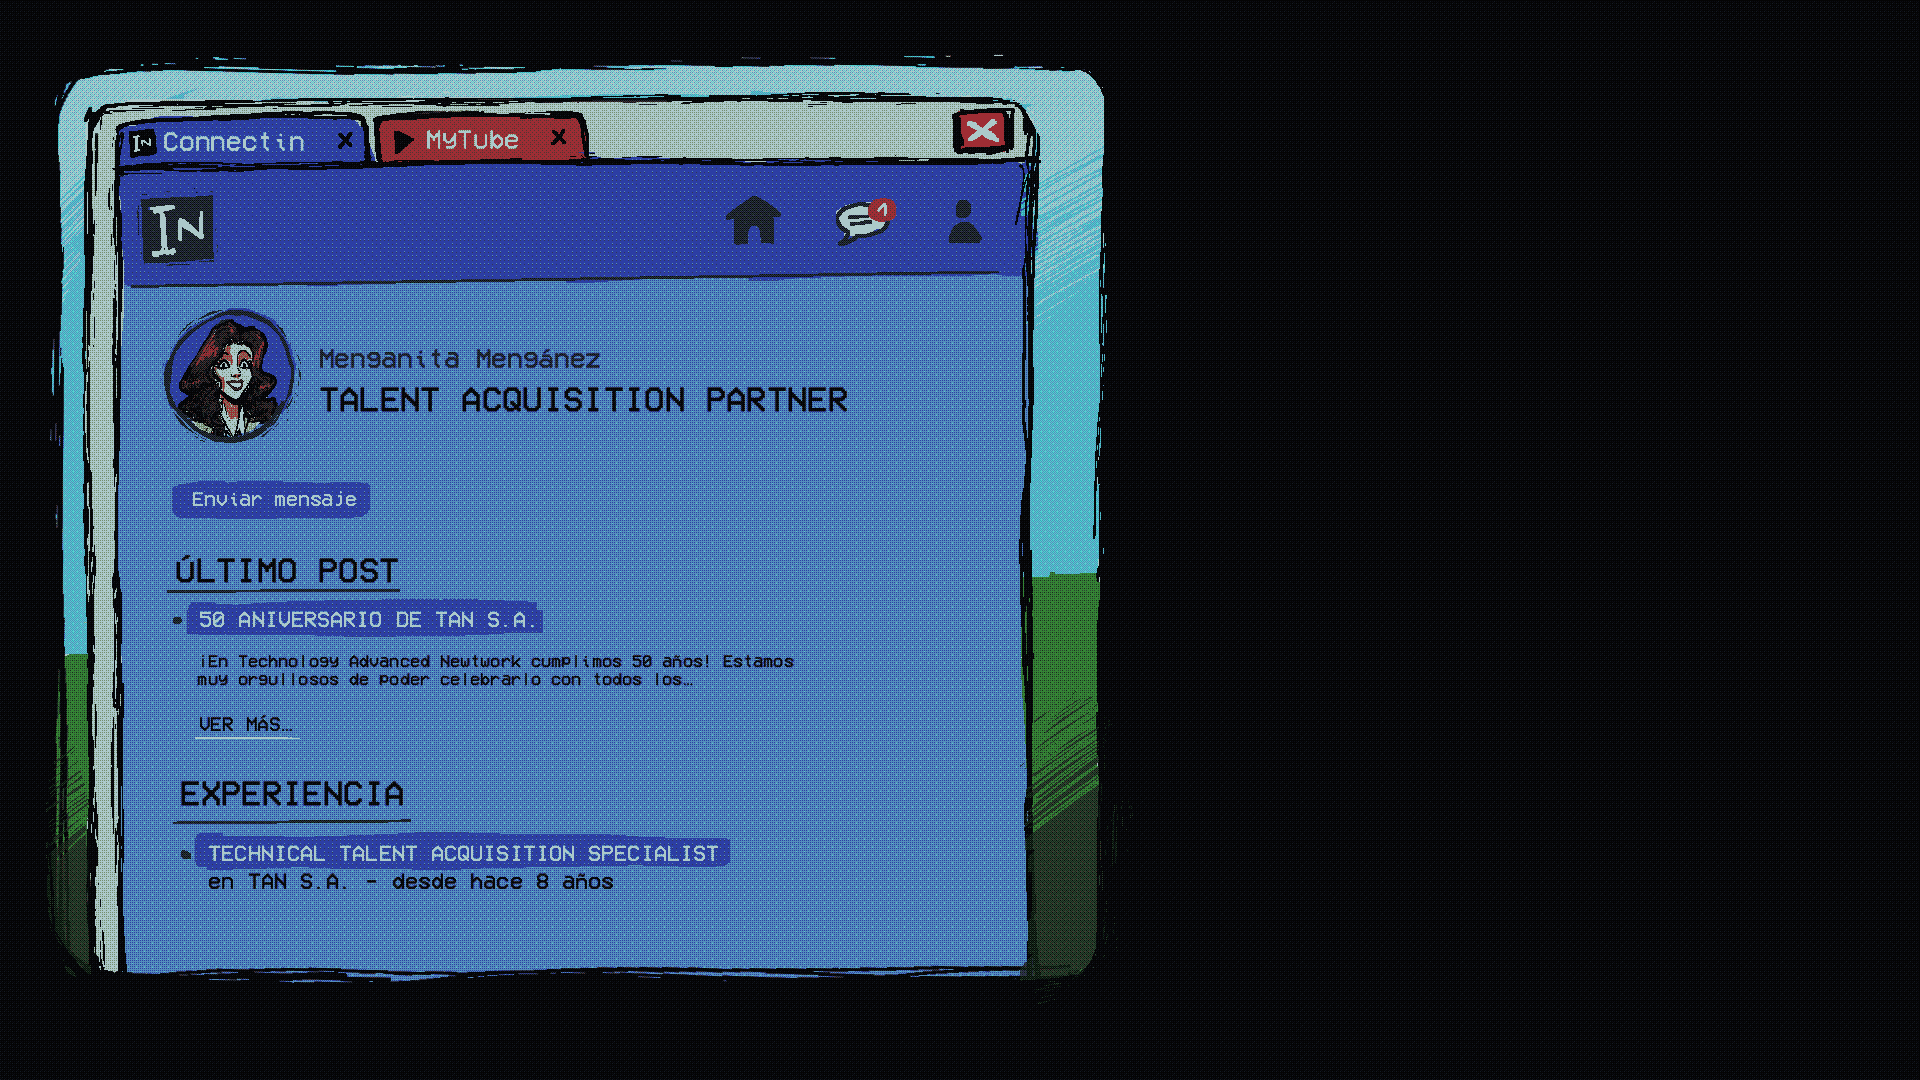 IN Connectin X
MyTube X
X
IN
1
Menganita Mengánez
TALENT ACQUISITION PARTNER
Enviar mensaje
ÚLTIMO POST
• 50 ANIVERSARIO DE TAN S.A.
¡En Technology Advanced Newtwork cumplimos 50 años! Estamos
muy orgullosos de poder celebrarlo con todos los…
VER MÁS…
EXPERIENCIA
• TECHNICAL TALENT ACQUISITION SPECIALIST
en TAN S.A. - desde hace 8 años